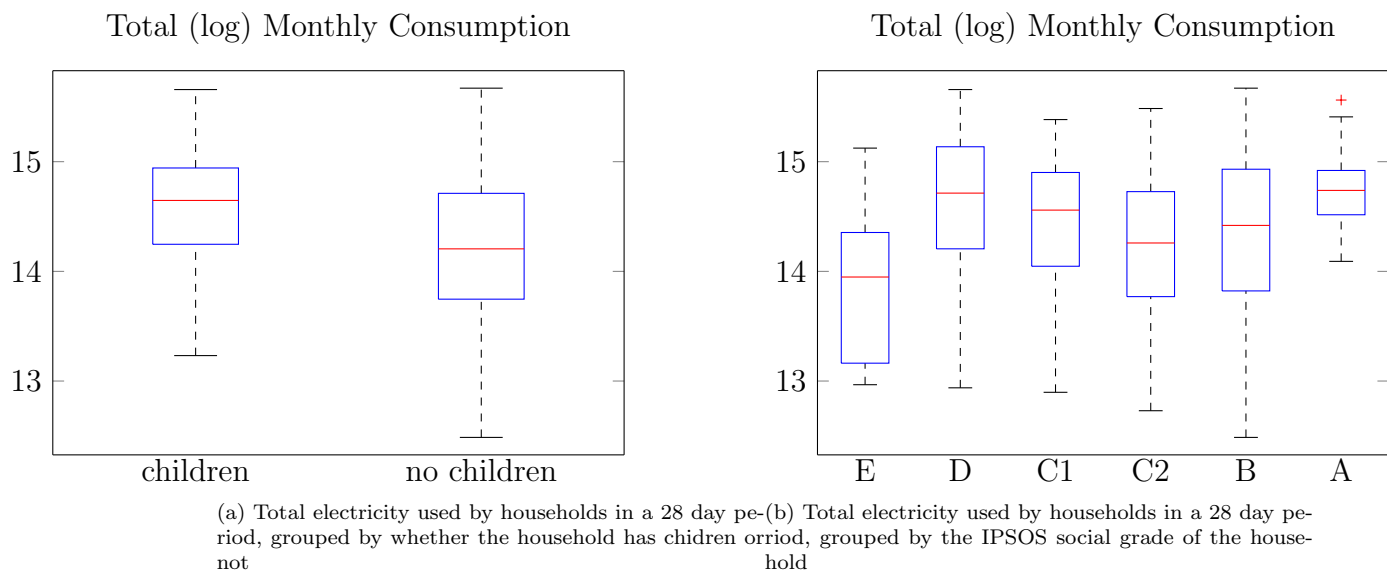 Total (log) Monthly Consumption
15
14
13
children no children
(a) Total electricity used by households in a 28 day pe-
riod, grouped by whether the household has chidren or
not
Total (log) Monthly Consumption
15
14
13
E D C1 C2 B A
(b) Total electricity used by households in a 28 day pe-
riod, grouped by the IPSOS social grade of the house-
hold